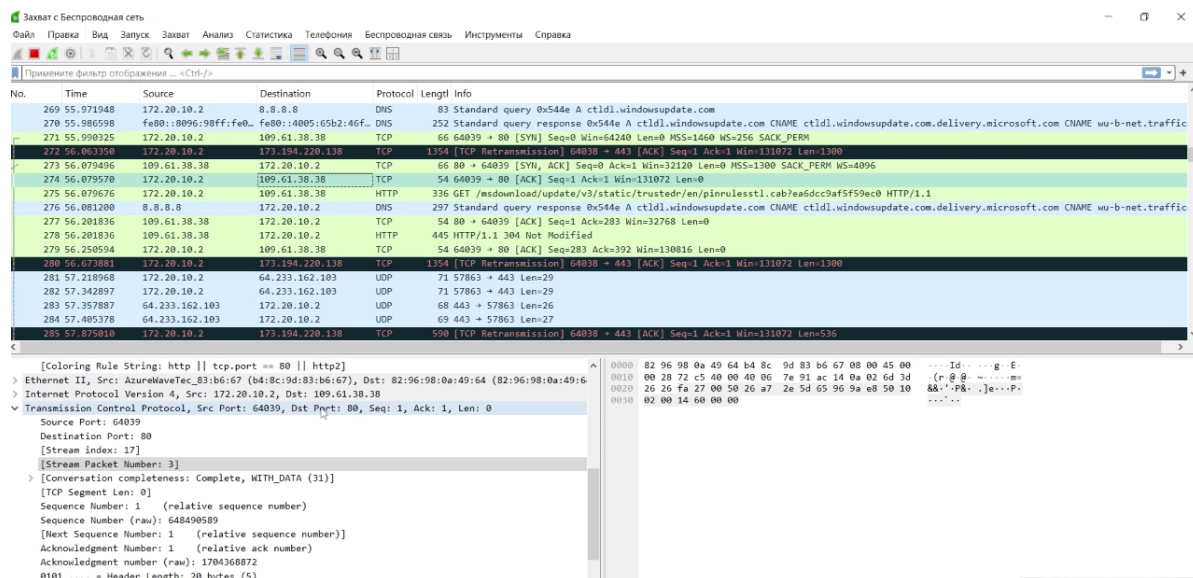 Захват с Беспроводная сеть
Файл Правка Вид Запуск Захват Анализ Статистика Телефония Беспроводная связь Инструменты Справка
Примените фильтр отображения … <Ctrl-/>
No. Time Source Destination Protocol Lengtl Info
269 55.971948 172.20.10.2 8.8.8.8 DNS 83 Standard query 0x544e A ctldl.windowsupdate.com
270 55.986598 fe80::8096:98ff:fe0… fe80::4005:65b2:46f… DNS 252 Standard query response 0x544e A ctldl.windowsupdate.com CNAME ctldl.windowsupdate.com.delivery.microsoft.com CNAME wu-b-net.traffic
271 55.990325 172.20.10.2 109.61.38.38 TCP 66 64039 → 80 [SYN] Seq=0 Win=64240 Len=0 MSS=1460 WS=256 SACK_PERM
272 56.063350 172.20.10.2 173.194.220.138 TCP 1354 [TCP Retransmission] 64038 → 443 [ACK] Seq=1 Ack=1 Win=131072 Len=1300
273 56.079496 109.61.38.38 172.20.10.2 TCP 66 80 → 64039 [SYN, ACK] Seq=0 Ack=1 Win=32120 Len=0 MSS=1300 SACK_PERM WS=4096
274 56.079570 172.20.10.2 109.61.38.38 TCP 54 64039 → 80 [ACK] Seq=1 Ack=1 Win=131072 Len=0
275 56.079676 172.20.10.2 109.61.38.38 HTTP 336 GET /msdownload/update/v3/static/trustedr/en/pinrulesstl.cab?ea6dcc9af5f59ec0 HTTP/1.1
276 56.081200 8.8.8.8 172.20.10.2 DNS 297 Standard query response 0x544e A ctldl.windowsupdate.com CNAME ctldl.windowsupdate.com.delivery.microsoft.com CNAME wu-b-net.traffic
277 56.201836 109.61.38.38 172.20.10.2 TCP 54 80 → 64039 [ACK] Seq=1 Ack=283 Win=32768 Len=0
278 56.201836 109.61.38.38 172.20.10.2 HTTP 445 HTTP/1.1 304 Not Modified
279 56.250594 172.20.10.2 109.61.38.38 TCP 54 64039 → 80 [ACK] Seq=283 Ack=392 Win=130816 Len=0
280 56.673881 172.20.10.2 173.194.220.138 TCP 1354 [TCP Retransmission] 64038 → 443 [ACK] Seq=1 Ack=1 Win=131072 Len=1300
281 57.218968 172.20.10.2 64.233.162.103 UDP 71 57863 → 443 Len=29
282 57.342897 172.20.10.2 64.233.162.103 UDP 71 57863 → 443 Len=29
283 57.357887 64.233.162.103 172.20.10.2 UDP 68 443 → 57863 Len=26
284 57.405378 64.233.162.103 172.20.10.2 UDP 69 443 → 57863 Len=27
285 57.875010 172.20.10.2 173.194.220.138 TCP 590 [TCP Retransmission] 64038 → 443 [ACK] Seq=1 Ack=1 Win=131072 Len=536
[Coloring Rule String: http || tcp.port == 80 || http2]
Ethernet II, Src: AzureWaveTec_83:b6:67 (b4:8c:9d:83:b6:67), Dst: 82:96:98:0a:49:64 (82:96:98:0a:49:6
Internet Protocol Version 4, Src: 172.20.10.2, Dst: 109.61.38.38
Transmission Control Protocol, Src Port: 64039, Dst Port: 80, Seq: 1, Ack: 1, Len: 0
Source Port: 64039
Destination Port: 80
[Stream index: 17]
[Stream Packet Number: 3]
[Conversation completeness: Complete, WITH_DATA (31)]
[TCP Segment Len: 0]
Sequence Number: 1 (relative sequence number)
Sequence Number (raw): 648490589
[Next Sequence Number: 1 (relative sequence number)]
Acknowledgment Number: 1 (relative ack number)
Acknowledgment number (raw): 1704368872
0101 .... = Header Length: 20 bytes (5)
0000 82 96 98 0a 49 64 b4 8c 9d 83 b6 67 08 00 45 00 ····Id·· ···g··E·
0010 00 28 72 c5 40 00 40 06 7e 91 ac 14 0a 02 6d 3d ·(r·@·@· ~·····m=
0020 26 26 fa 27 00 50 26 a7 2e 5d 65 96 9a e8 50 10 &&·'·P&· .]e···P·
0030 02 00 14 60 00 00 ···`··